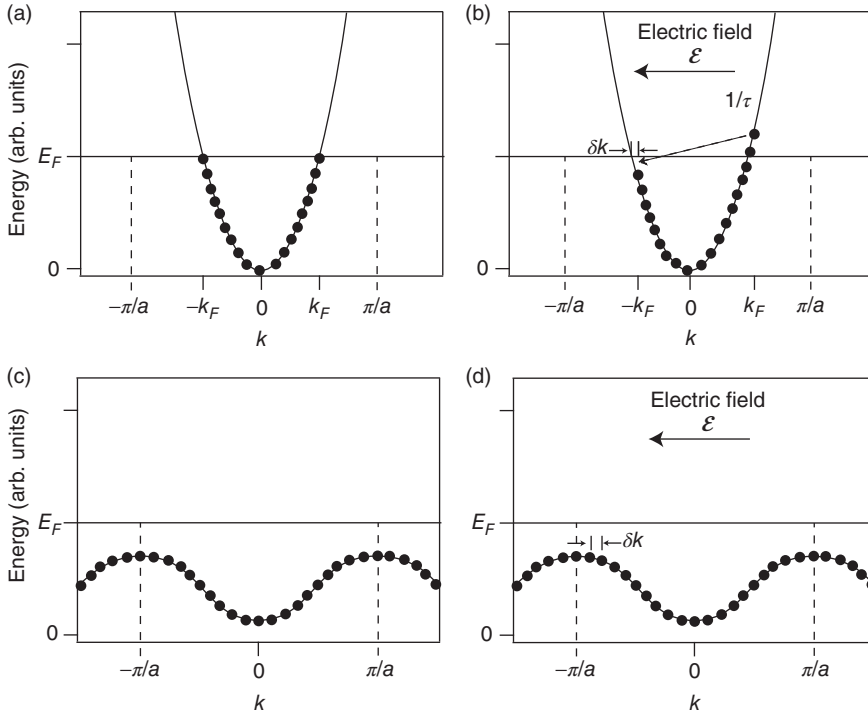 (a)
Energy (arb. units)
E_F
0
−π/a
−k_F
0
k_F
π/a
k
(b)
Electric field
ℰ
1/τ
δk
−π/a
−k_F
0
k_F
π/a
k
(c)
Energy (arb. units)
E_F
0
−π/a
0
π/a
k
(d)
Electric field
ℰ
E_F
δk
0
−π/a
0
π/a
k